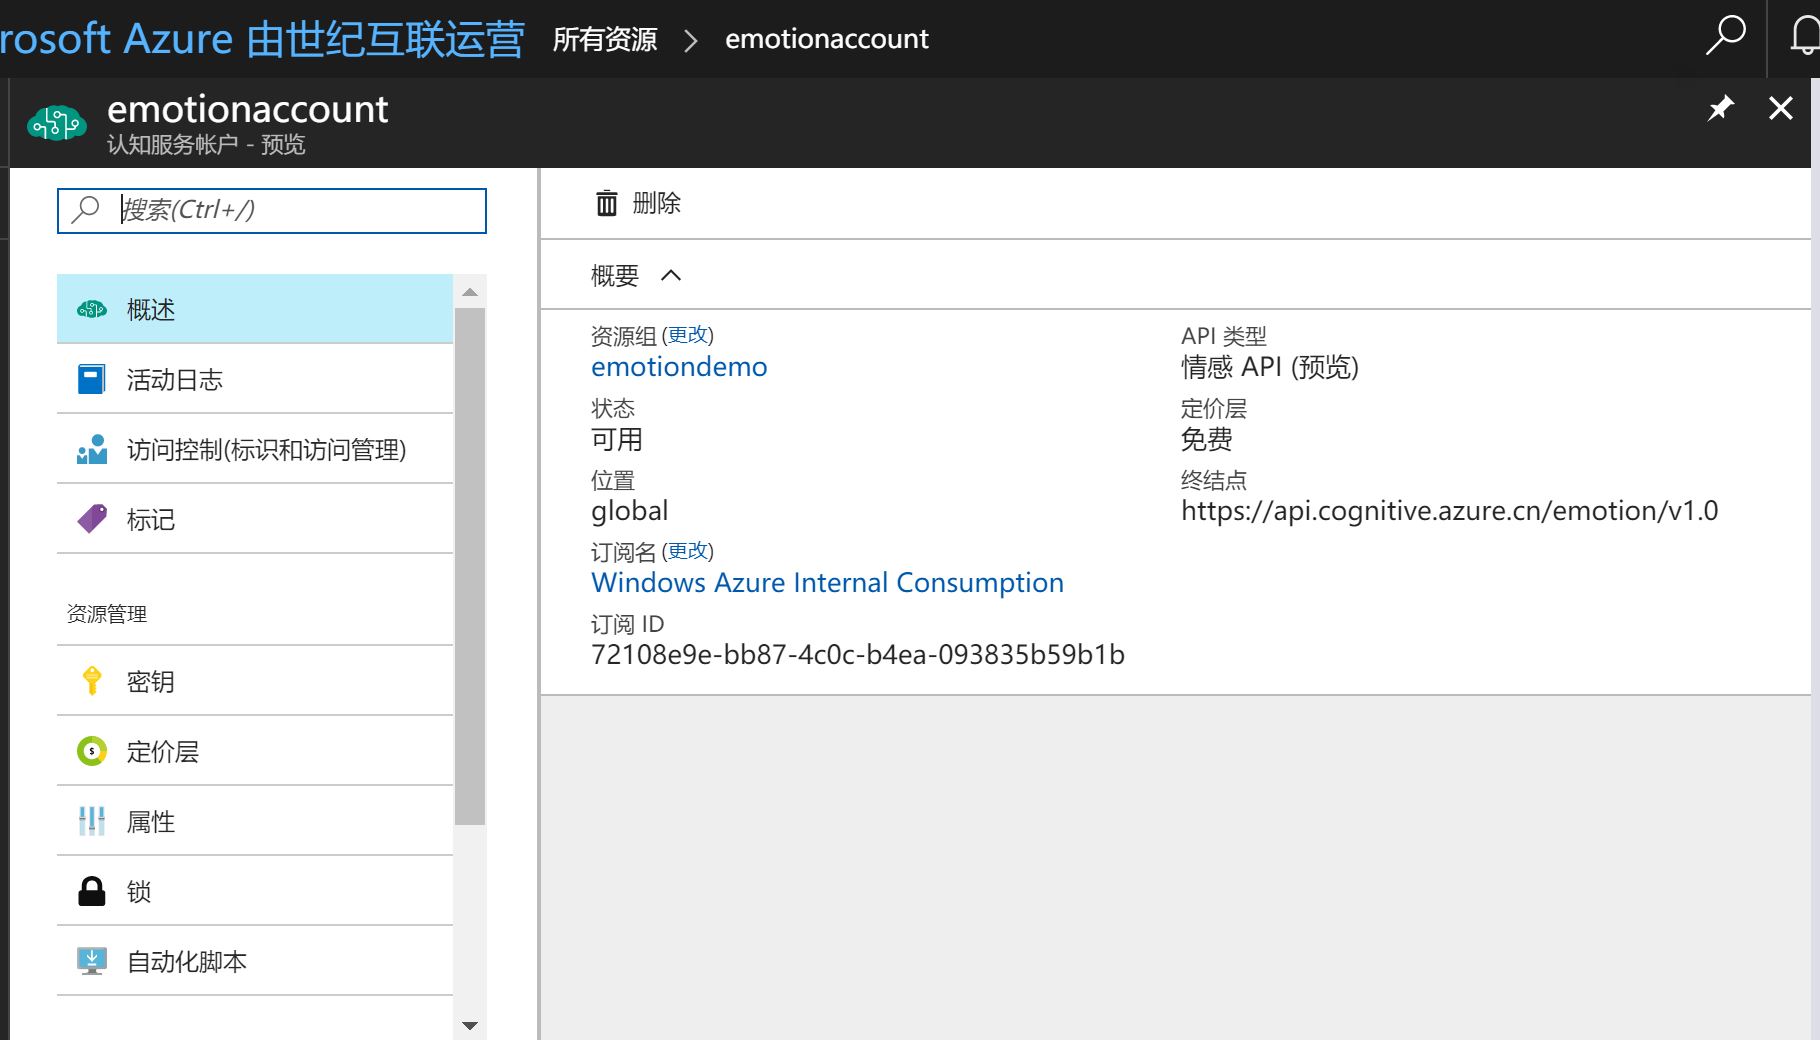 rosoft Azure 由世纪互联运营 所有资源 emotionaccount
emotionaccount
认知服务帐户 - 预览
搜索(Ctrl+/)
概述
活动日志
访问控制(标识和访问管理)
标记
资源管理
密钥
定价层
属性
锁
自动化脚本
删除
概要
资源组 (更改)
emotiondemo
状态
可用
位置
global
订阅名 (更改)
Windows Azure Internal Consumption
订阅 ID
72108e9e-bb87-4c0c-b4ea-093835b59b1b
API 类型
情感 API (预览)
定价层
免费
终结点
https://api.cognitive.azure.cn/emotion/v1.0